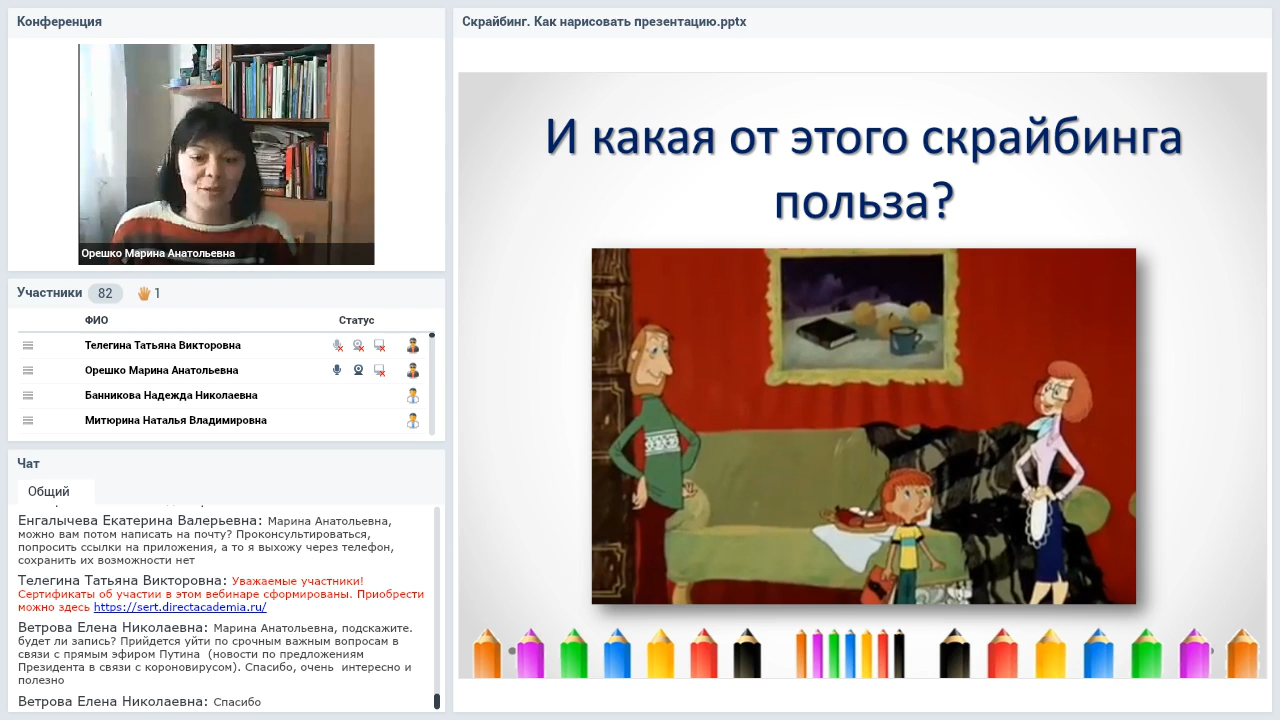 Конференция
Орешко Марина Анатольевна
Участники 82 1
ФИО Статус
Телегина Татьяна Викторовна
Орешко Марина Анатольевна
Банникова Надежда Николаевна
Митюрина Наталья Владимировна
Чат
Общий
Енгалычева Екатерина Валерьевна: Марина Анатольевна,
можно вам потом написать на почту? Проконсультироваться,
попросить ссылки на приложения, а то я выхожу через телефон,
сохранить их возможности нет
Телегина Татьяна Викторовна: Уважаемые участники!
Сертификаты об участии в этом вебинаре сформированы. Приобрести
можно здесь https://sert.directacademia.ru/
Ветрова Елена Николаевна: Марина Анатольевна, подскажите.
будет ли запись? Прийдется уйти по срочным важным вопросам в
связи с прямым эфиром Путина (новости по предложениям
Президента в связи с короновирусом). Спасибо, очень интересно и
полезно
Ветрова Елена Николаевна: Спасибо
Скрайбинг. Как нарисовать презентацию.pptx
И какая от этого скрайбинга
польза?